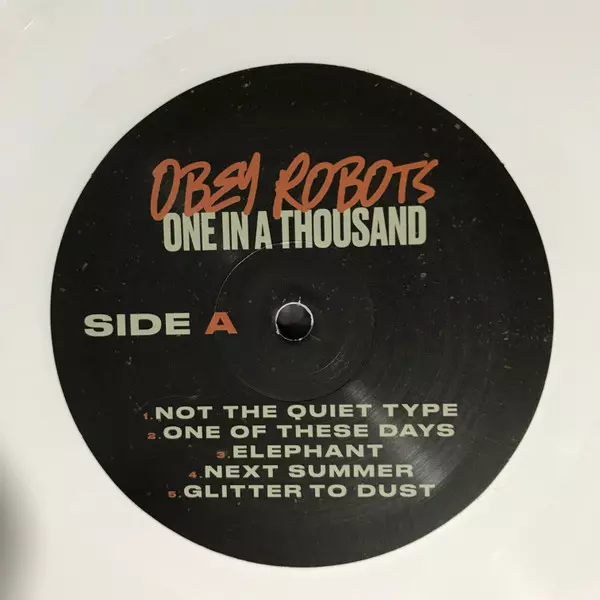 OBEY ROBOTS
ONE IN A THOUSAND
SIDE A
1. NOT THE QUIET TYPE
2. ONE OF THESE DAYS
3. ELEPHANT
4. NEXT SUMMER
5. GLITTER TO DUST